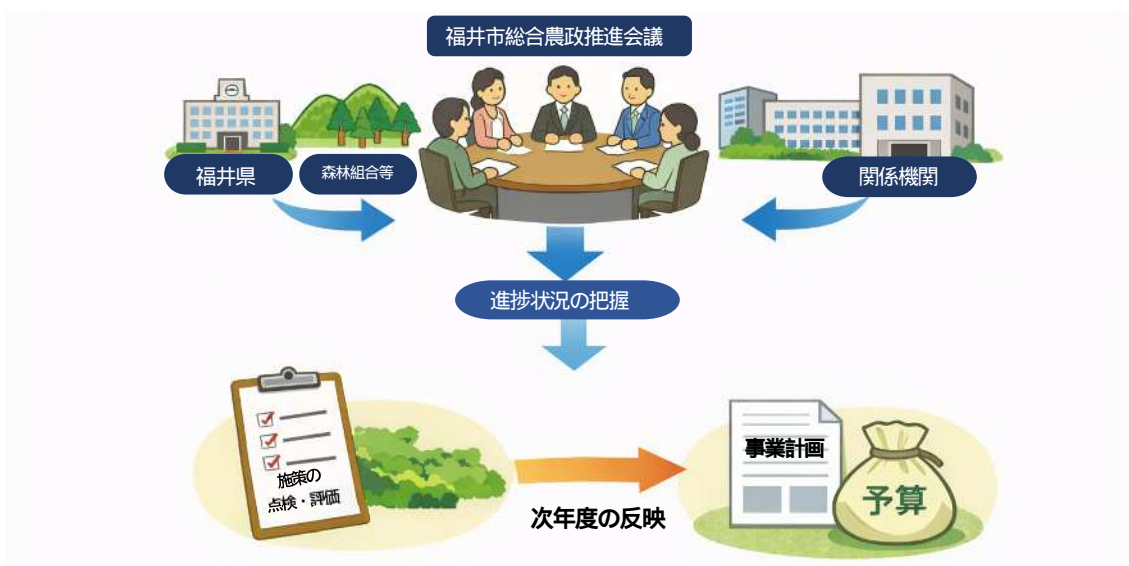 福井市総合農政推進会議
福井県
森林組合等
関係機関
進捗状況の把握
施策の
点検・評価
次年度の反映
事業計画
予算